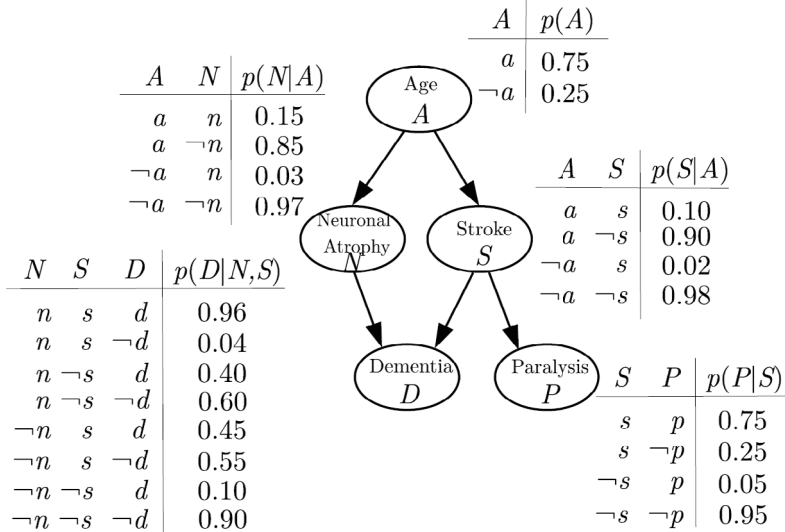 A p(A)
a 0.75
¬a 0.25
A N p(N|A)
a n 0.15
a ¬n 0.85
¬a n 0.03
¬a ¬n 0.97
Age
A
A S p(S|A)
a s 0.10
a ¬s 0.90
¬a s 0.02
¬a ¬s 0.98
Neuronal
Atrophy
N
Stroke
S
N S D p(D|N,S)
n s d 0.96
n s ¬d 0.04
n ¬s d 0.40
n ¬s ¬d 0.60
¬n s d 0.45
¬n s ¬d 0.55
¬n ¬s d 0.10
¬n ¬s ¬d 0.90
Dementia
D
Paralysis
P
S P p(P|S)
s p 0.75
s ¬p 0.25
¬s p 0.05
¬s ¬p 0.95